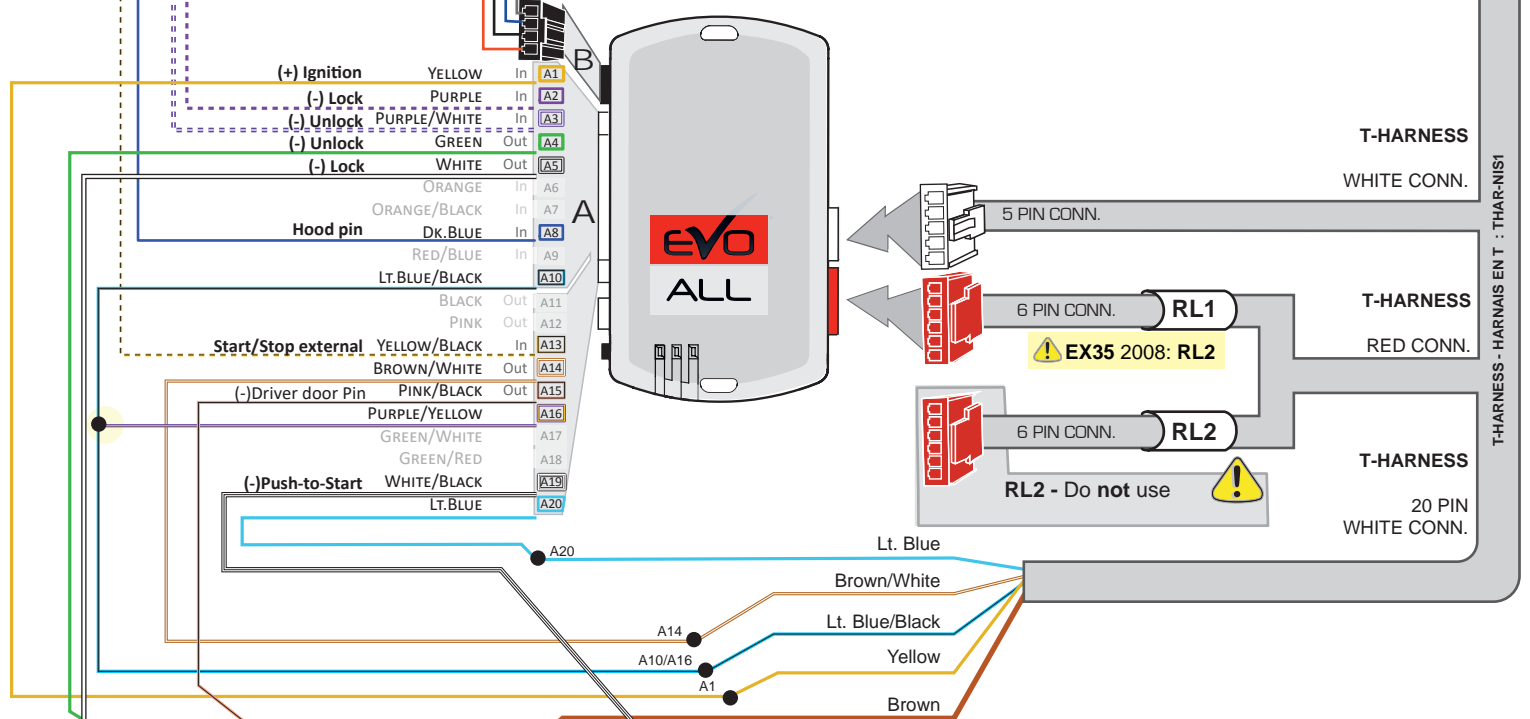 B
(+) Ignition YELLOW In A1
(-) Lock PURPLE In A2
(-) Unlock PURPLE/WHITE In A3
(-) Unlock GREEN Out A4
(-) Lock WHITE Out A5
ORANGE In A6
ORANGE/BLACK In A7
A
Hood pin DK.BLUE In A8
RED/BLUE In A9
LT.BLUE/BLACK A10
BLACK Out A11
PINK Out A12
Start/Stop external YELLOW/BLACK In A13
BROWN/WHITE Out A14
(-)Driver door Pin PINK/BLACK Out A15
PURPLE/YELLOW A16
GREEN/WHITE A17
GREEN/RED A18
(-)Push-to-Start WHITE/BLACK A19
LT.BLUE A20
EVO
ALL
T-HARNESS
WHITE CONN.
5 PIN CONN.
6 PIN CONN. RL1
T-HARNESS
RED CONN.
EX35 2008: RL2
6 PIN CONN. RL2
RL2 - Do not use
T-HARNESS
20 PIN
WHITE CONN.
T-HARNESS - HARNAIS EN T : THAR-NIS1
A20 Lt. Blue
Brown/White
A14
Lt. Blue/Black
A10/A16
Yellow
A1
Brown